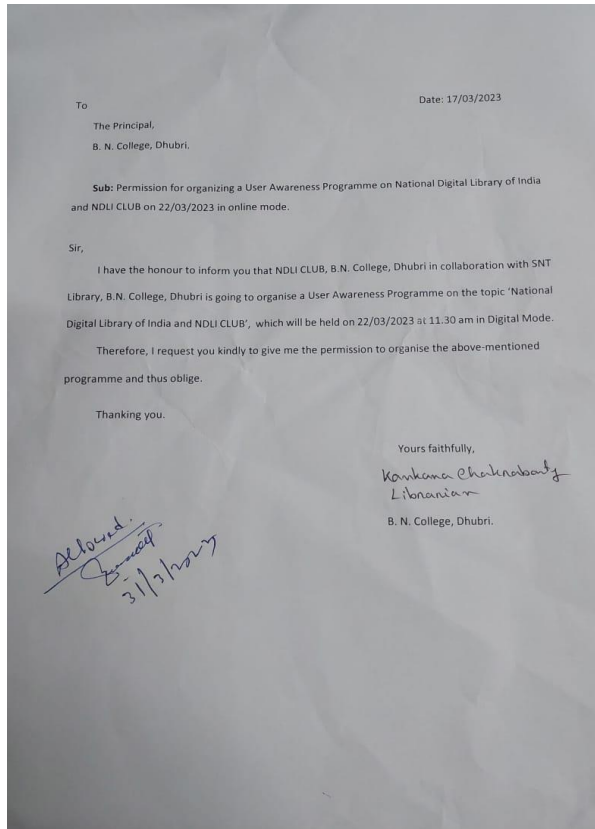 Date: 17/03/2023
To
The Principal,
B. N. College, Dhubri.
Sub: Permission for organizing a User Awareness Programme on National Digital Library of India
and NDLI CLUB on 22/03/2023 in online mode.
Sir,
I have the honour to inform you that NDLI CLUB, B.N. College, Dhubri in collaboration with SNT
Library, B.N. College, Dhubri is going to organise a User Awareness Programme on the topic ‘National
Digital Library of India and NDLI CLUB’, which will be held on 22/03/2023 at 11.30 am in Digital Mode.
Therefore, I request you kindly to give me the permission to organise the above-mentioned
programme and thus oblige.
Thanking you.
Yours faithfully,
Kankana Chakrabarty
Librarian
B. N. College, Dhubri.
Allowed.
31/3/2023